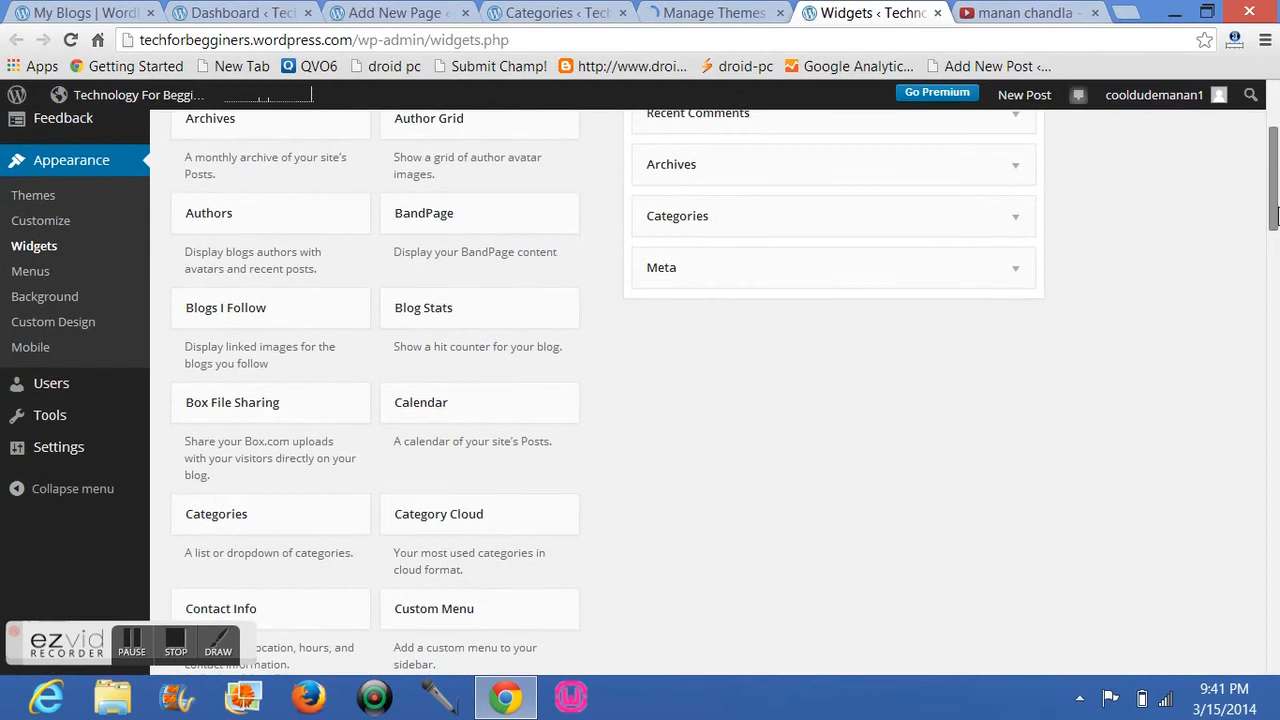 My Blogs | Wordl
Dashboard ‹ Tecl
Add New Page ‹
Categories ‹ Tecl
Manage Themes
Widgets ‹ Techno
manan chandla -
techforbegginers.wordpress.com/wp-admin/widgets.php
Apps
Getting Started
New Tab
QVO6
droid pc
Submit Champ!
http://www.droi...
droid-pc
Google Analytic...
Add New Post ‹...
Technology For Beggi...
Go Premium
New Post
cooldudemanan1
Feedback
Appearance
Themes
Customize
Widgets
Menus
Background
Custom Design
Mobile
Users
Tools
Settings
Collapse menu
Archives
A monthly archive of your site's
Posts.
Author Grid
Show a grid of author avatar
images.
Authors
Display blogs authors with
avatars and recent posts.
BandPage
Display your BandPage content
Blogs I Follow
Display linked images for the
blogs you follow
Blog Stats
Show a hit counter for your blog.
Box File Sharing
Share your Box.com uploads
with your visitors directly on your
blog.
Calendar
A calendar of your site's Posts.
Categories
A list or dropdown of categories.
Category Cloud
Your most used categories in
cloud format.
Contact Info
location, hours, and
contact information.
Custom Menu
Add a custom menu to your
sidebar.
Recent Comments
Archives
Categories
Meta
ezvid
RECORDER
PAUSE
STOP
DRAW
9:41 PM
3/15/2014